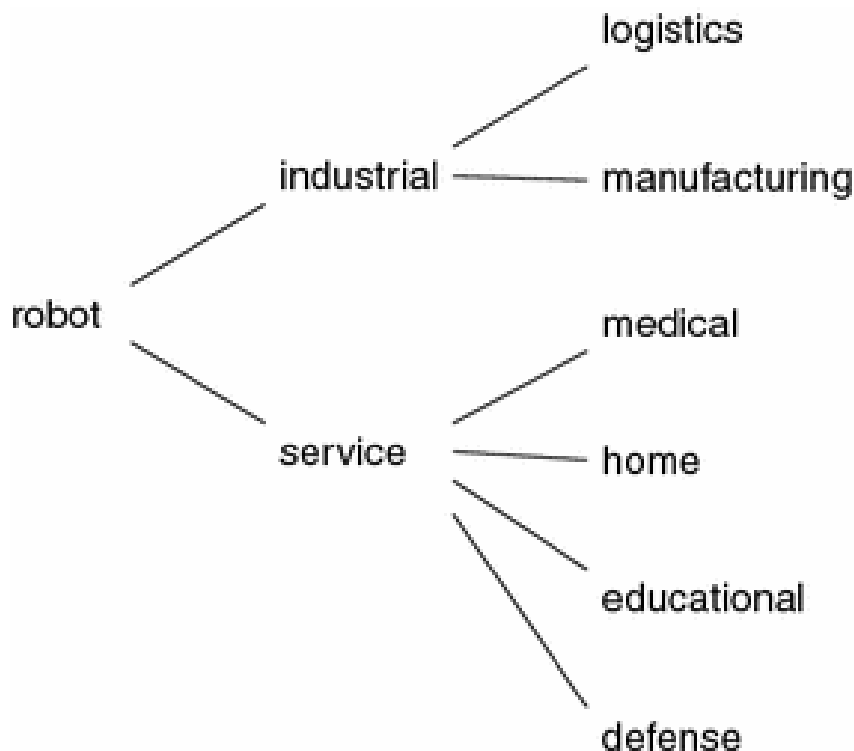 logistics
industrial
manufacturing
robot
medical
service
home
educational
defense